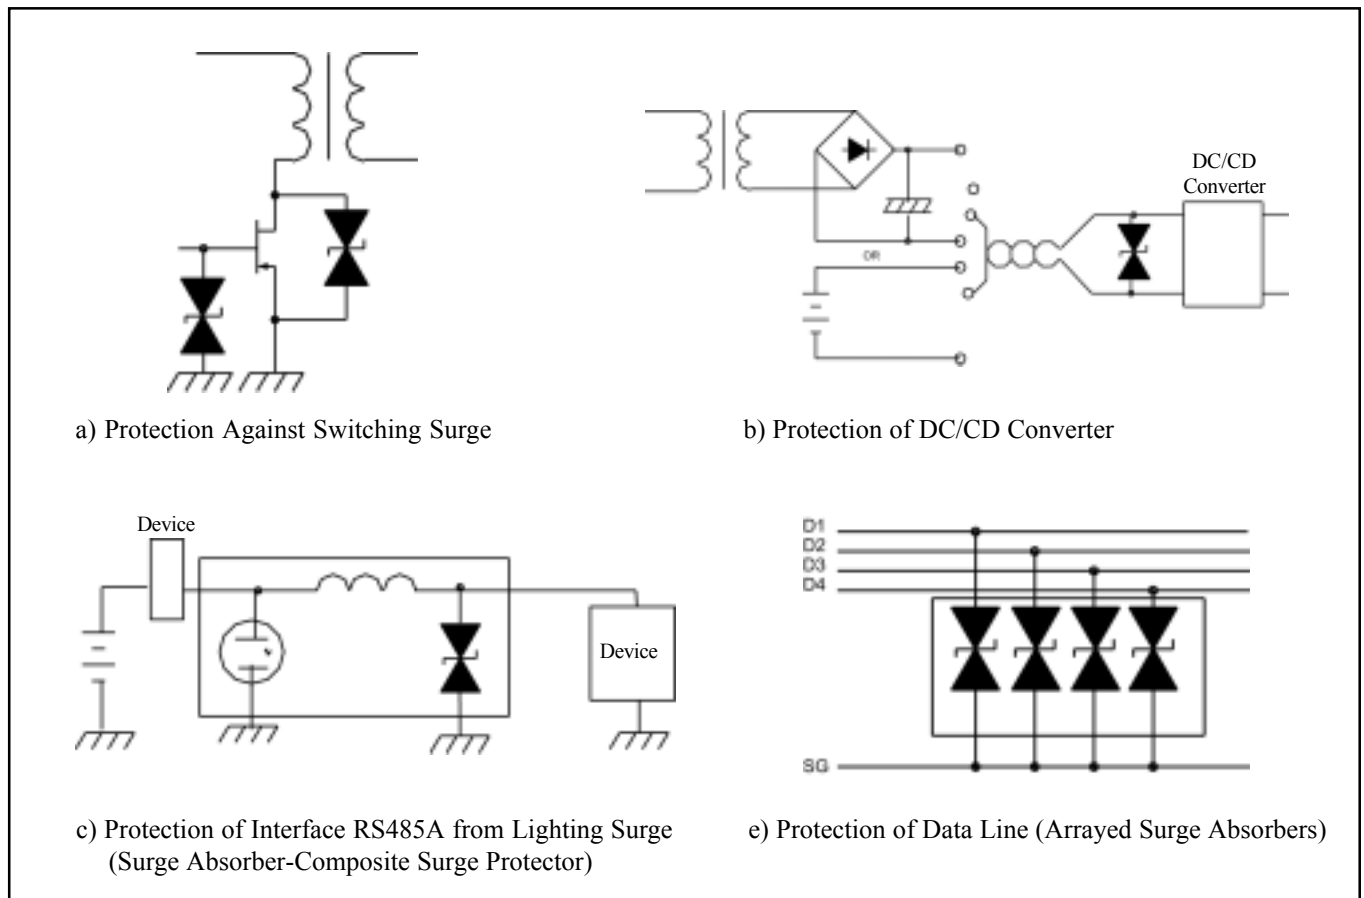 DC/CD
Converter
OR
a) Protection Against Switching Surge
b) Protection of DC/CD Converter
Device
Device
D1
D2
D3
D4
SG
c) Protection of Interface RS485A from Lighting Surge
(Surge Absorber-Composite Surge Protector)
e) Protection of Data Line (Arrayed Surge Absorbers)